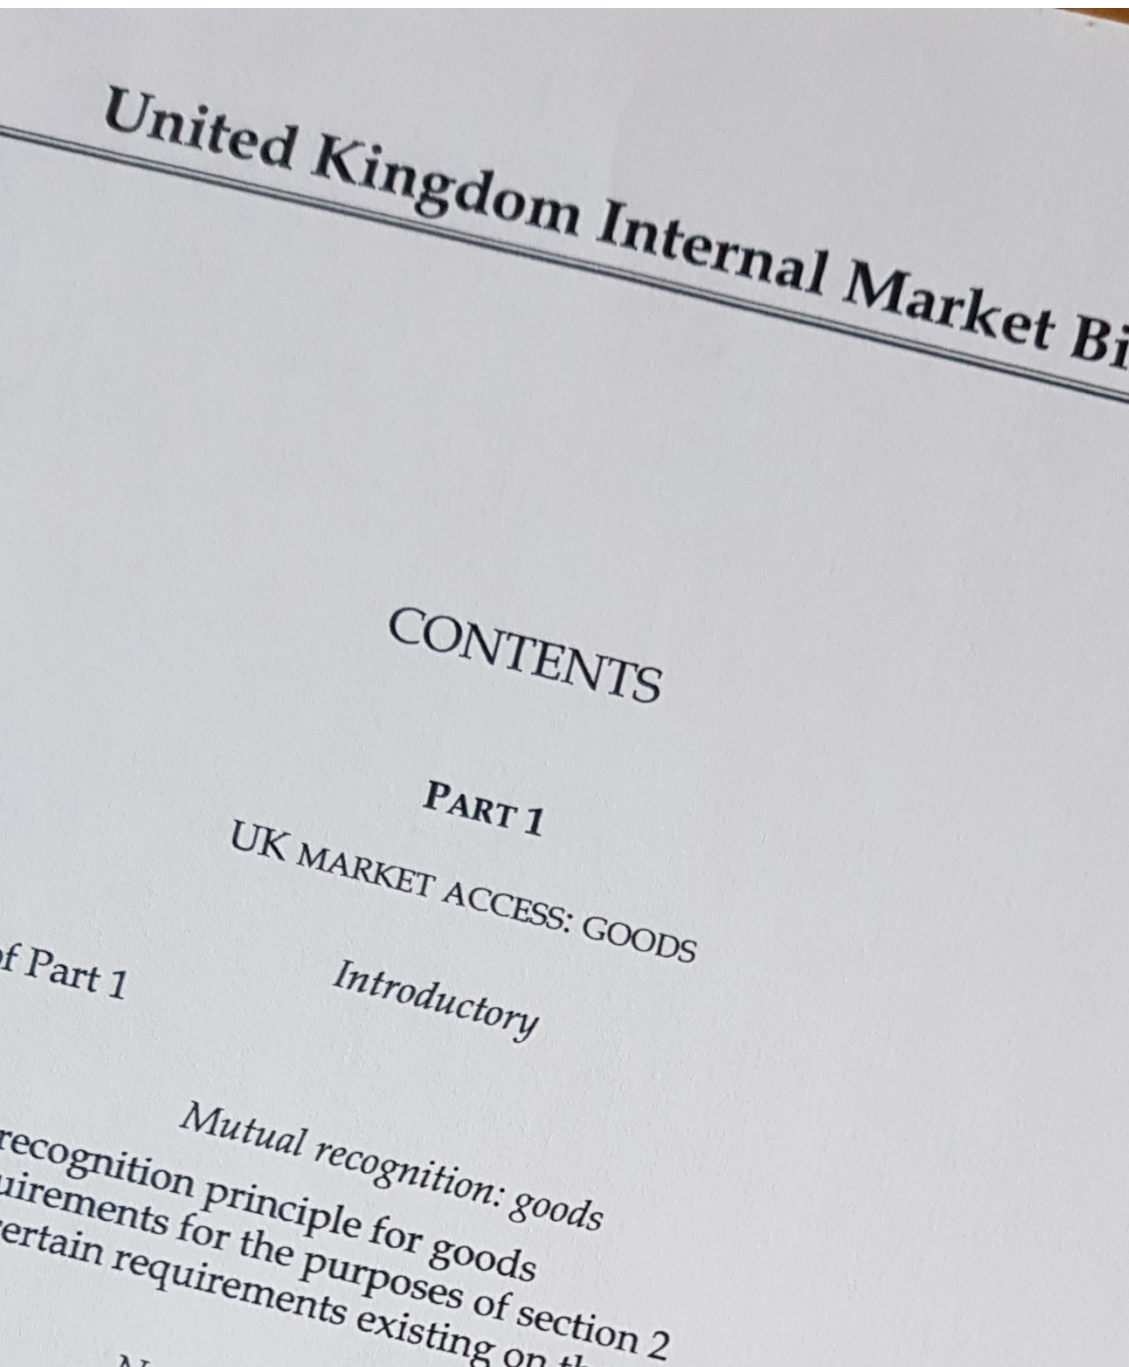 United Kingdom Internal Market Bi
CONTENTS
PART 1
UK MARKET ACCESS: GOODS
Introductory
f Part 1
Mutual recognition: goods
recognition principle for goods
uirements for the purposes of section 2
ertain requirements existing on th